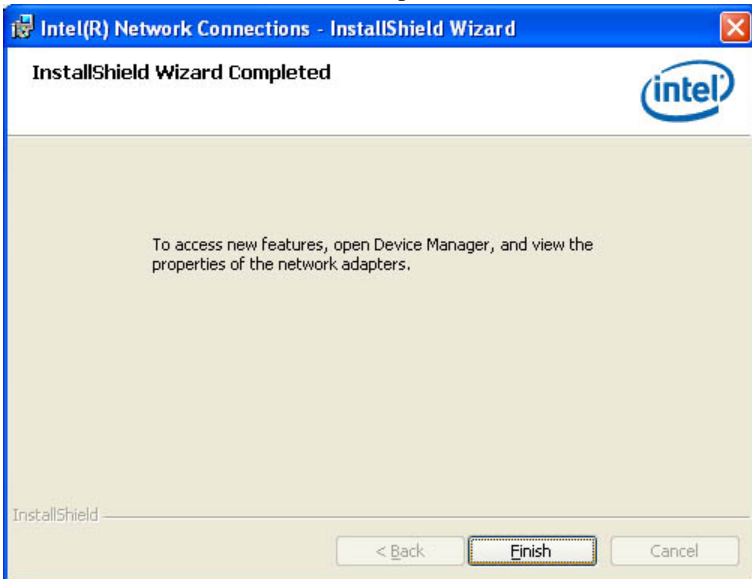 Intel(R) Network Connections - InstallShield Wizard
InstallShield Wizard Completed
intel
To access new features, open Device Manager, and view the
properties of the network adapters.
InstallShield
< Back
Finish
Cancel